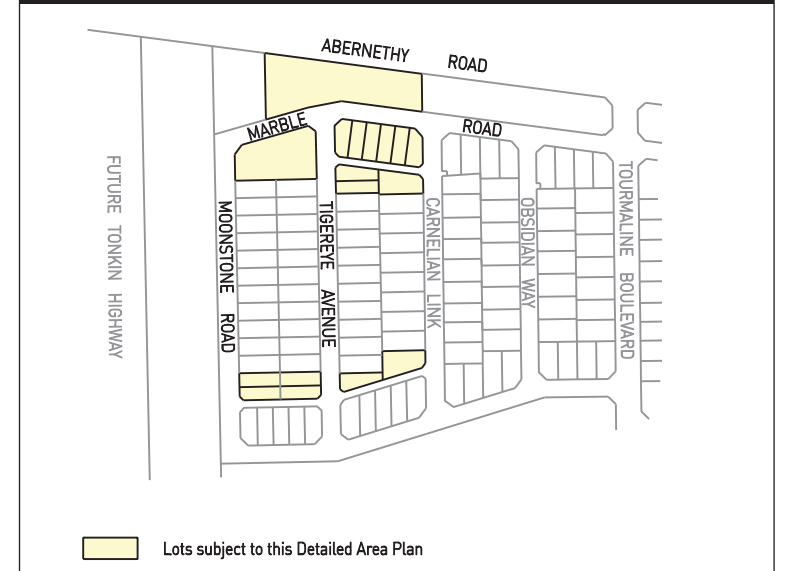 ABERNETHY ROAD
MARBLE ROAD
FUTURE TONKIN HIGHWAY
MOONSTONE ROAD
TIGEREYE AVENUE
CARNELIAN LINK
OBSIDIAN WAY
TOURMALINE BOULEVARD
Lots subject to this Detailed Area Plan